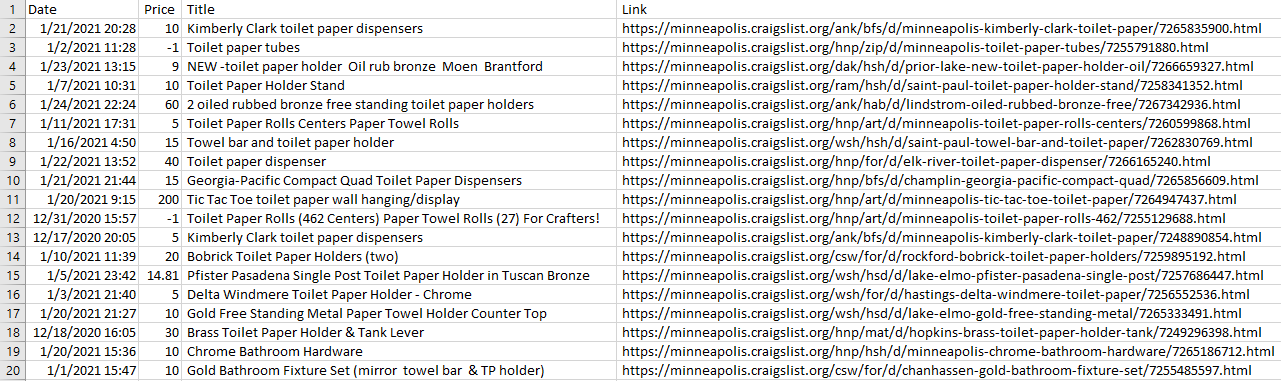 1 Date Price Title Link
2 1/21/2021 20:28 10 Kimberly Clark toilet paper dispensers https://minneapolis.craigslist.org/ank/bfs/d/minneapolis-kimberly-clark-toilet-paper/7265835900.html
3 1/2/2021 11:28 -1 Toilet paper tubes https://minneapolis.craigslist.org/hnp/zip/d/minneapolis-toilet-paper-tubes/7255791880.html
4 1/23/2021 13:15 9 NEW -toilet paper holder  Oil rub bronze  Moen  Brantford https://minneapolis.craigslist.org/dak/hsh/d/prior-lake-new-toilet-paper-holder-oil/7266659327.html
5 1/7/2021 10:31 10 Toilet Paper Holder Stand https://minneapolis.craigslist.org/ram/hsh/d/saint-paul-toilet-paper-holder-stand/7258341352.html
6 1/24/2021 22:24 60 2 oiled rubbed bronze free standing toilet paper holders https://minneapolis.craigslist.org/ank/hab/d/lindstrom-oiled-rubbed-bronze-free/7267342936.html
7 1/11/2021 17:31 5 Toilet Paper Rolls Centers Paper Towel Rolls https://minneapolis.craigslist.org/hnp/art/d/minneapolis-toilet-paper-rolls-centers/7260599868.html
8 1/16/2021 4:50 15 Towel bar and toilet paper holder https://minneapolis.craigslist.org/wsh/hsh/d/saint-paul-towel-bar-and-toilet-paper/7262830769.html
9 1/22/2021 13:52 40 Toilet paper dispenser https://minneapolis.craigslist.org/hnp/for/d/elk-river-toilet-paper-dispenser/7266165240.html
10 1/21/2021 21:44 15 Georgia-Pacific Compact Quad Toilet Paper Dispensers https://minneapolis.craigslist.org/hnp/bfs/d/champlin-georgia-pacific-compact-quad/7265856609.html
11 1/20/2021 9:15 200 Tic Tac Toe toilet paper wall hanging/display https://minneapolis.craigslist.org/hnp/art/d/minneapolis-tic-tac-toe-toilet-paper/7264947437.html
12 12/31/2020 15:57 -1 Toilet Paper Rolls (462 Centers) Paper Towel Rolls (27) For Crafters! https://minneapolis.craigslist.org/hnp/art/d/minneapolis-toilet-paper-rolls-462/7255129688.html
13 12/17/2020 20:05 5 Kimberly Clark toilet paper dispensers https://minneapolis.craigslist.org/ank/bfs/d/minneapolis-kimberly-clark-toilet-paper/7248890854.html
14 1/10/2021 11:39 20 Bobrick Toilet Paper Holders (two) https://minneapolis.craigslist.org/csw/for/d/rockford-bobrick-toilet-paper-holders/7259895192.html
15 1/5/2021 23:42 14.81 Pfister Pasadena Single Post Toilet Paper Holder in Tuscan Bronze https://minneapolis.craigslist.org/wsh/hsd/d/lake-elmo-pfister-pasadena-single-post/7257686447.html
16 1/3/2021 21:40 5 Delta Windmere Toilet Paper Holder - Chrome https://minneapolis.craigslist.org/wsh/for/d/hastings-delta-windmere-toilet-paper/7256552536.html
17 1/20/2021 21:27 10 Gold Free Standing Metal Paper Towel Holder Counter Top https://minneapolis.craigslist.org/wsh/hsd/d/lake-elmo-gold-free-standing-metal/7265333491.html
18 12/18/2020 16:05 30 Brass Toilet Paper Holder & Tank Lever https://minneapolis.craigslist.org/hnp/mat/d/hopkins-brass-toilet-paper-holder-tank/7249296398.html
19 1/20/2021 15:36 10 Chrome Bathroom Hardware https://minneapolis.craigslist.org/hnp/hsh/d/minneapolis-chrome-bathroom-hardware/7265186712.html
20 1/1/2021 15:47 10 Gold Bathroom Fixture Set (mirror  towel bar  & TP holder) https://minneapolis.craigslist.org/csw/for/d/chanhassen-gold-bathroom-fixture-set/7255485597.html